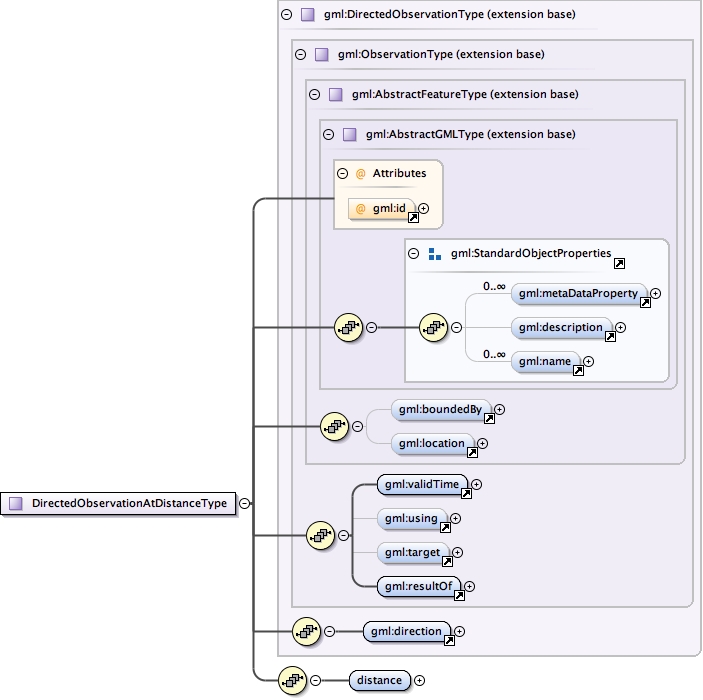 gml:DirectedObservationType (extension base)
gml:ObservationType (extension base)
gml:AbstractFeatureType (extension base)
gml:AbstractGMLType (extension base)
@ Attributes
@ gml:id
gml:StandardObjectProperties
0..∞
gml:metaDataProperty
gml:description
0..∞
gml:name
gml:boundedBy
gml:location
gml:validTime
DirectedObservationAtDistanceType
gml:using
gml:target
gml:resultOf
gml:direction
distance